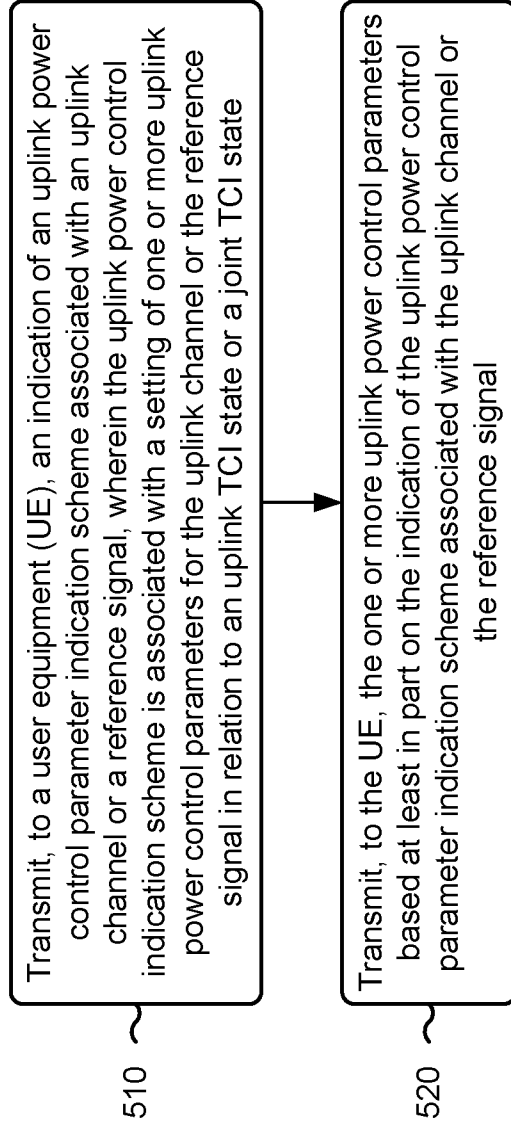 510
Transmit, to a user equipment (UE), an indication of an uplink power
control parameter indication scheme associated with an uplink
channel or a reference signal, wherein the uplink power control
indication scheme is associated with a setting of one or more uplink
power control parameters for the uplink channel or the reference
signal in relation to an uplink TCI state or a joint TCI state
520
Transmit, to the UE, the one or more uplink power control parameters
based at least in part on the indication of the uplink power control
parameter indication scheme associated with the uplink channel or
the reference signal